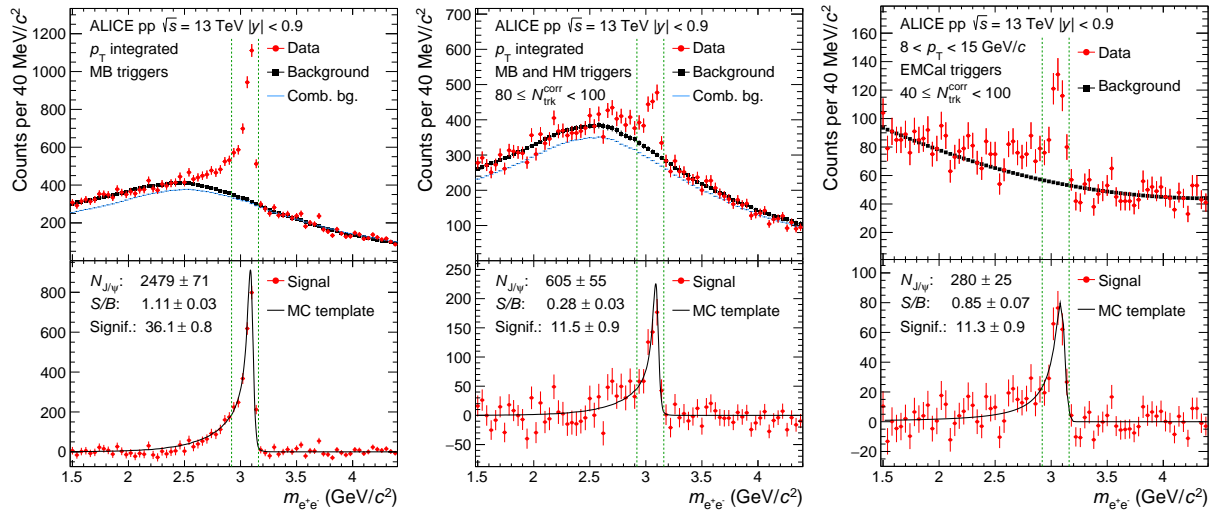 ALICE pp √s = 13 TeV |y| < 0.9
p_T integrated
MB triggers
Data
Background
Comb. bg.
Counts per 40 MeV/c²
1200
1000
800
600
400
200
0
N_J/ψ: 2479 ± 71
S/B: 1.11 ± 0.03
Signif.: 36.1 ± 0.8
Signal
MC template
800
600
400
200
0
1.5 2 2.5 3 3.5 4
m_e⁺e⁻ (GeV/c²)
ALICE pp √s = 13 TeV |y| < 0.9
p_T integrated
MB and HM triggers
80 ≤ N_trk^corr < 100
Data
Background
Comb. bg.
Counts per 40 MeV/c²
700
600
500
400
300
200
100
0
N_J/ψ: 605 ± 55
S/B: 0.28 ± 0.03
Signif.: 11.5 ± 0.9
Signal
MC template
250
200
150
100
50
0
−50
1.5 2 2.5 3 3.5 4
m_e⁺e⁻ (GeV/c²)
ALICE pp √s = 13 TeV |y| < 0.9
8 < p_T < 15 GeV/c
EMCal triggers
40 ≤ N_trk^corr < 100
Data
Background
Counts per 40 MeV/c²
180
160
140
120
100
80
60
40
20
N_J/ψ: 280 ± 25
S/B: 0.85 ± 0.07
Signif.: 11.3 ± 0.9
Signal
MC template
100
80
60
40
20
0
−20
1.5 2 2.5 3 3.5 4
m_e⁺e⁻ (GeV/c²)